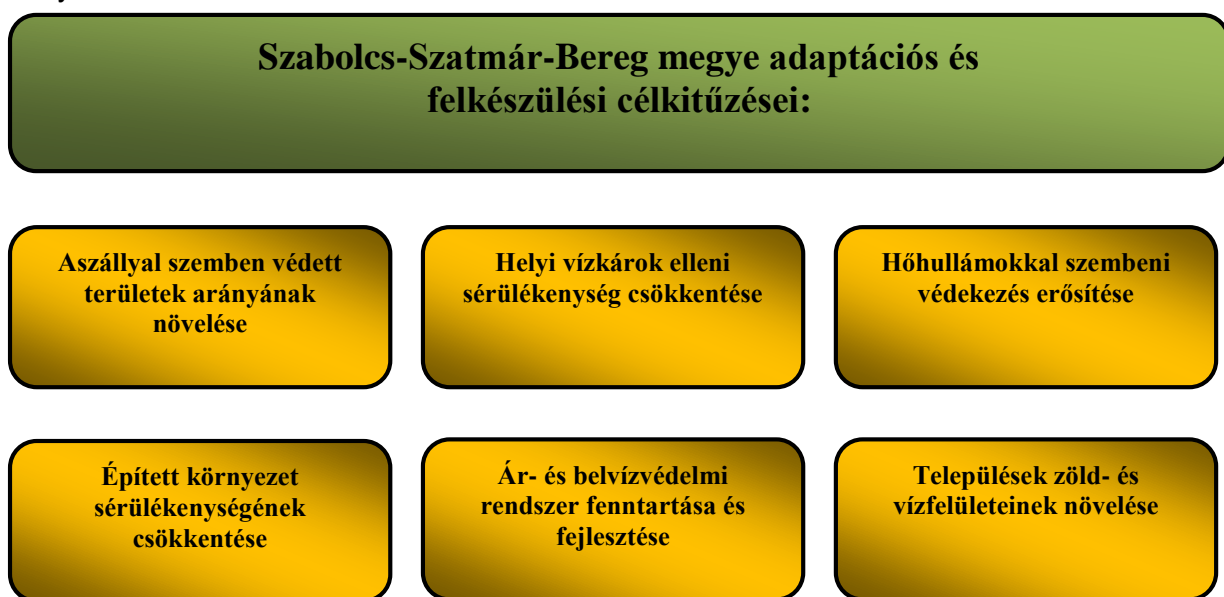 Szabolcs-Szatmár-Bereg megye adaptációs és
felkészülési célkitűzései:
Aszállyal szemben védett
területek arányának
növelése
Helyi vízkárok elleni
sérülékenység csökkentése
Hőhullámokkal szembeni
védekezés erősítése
Épített környezet
sérülékenységének
csökkentése
Ár- és belvízvédelmi
rendszer fenntartása és
fejlesztése
Települések zöld- és
vízfelületeinek növelése